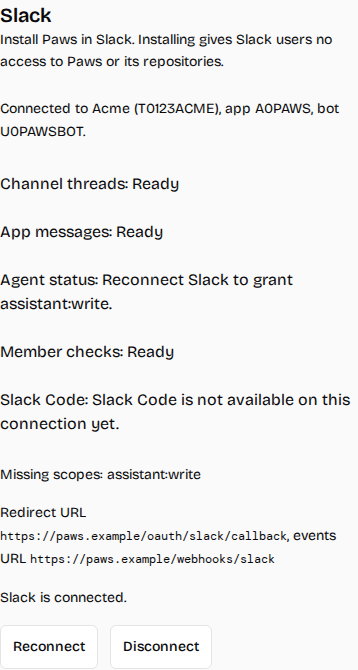 Slack
Install Paws in Slack. Installing gives Slack users no
access to Paws or its repositories.
Connected to Acme (T0123ACME), app A0PAWS, bot
U0PAWSBOT.
Channel threads: Ready
App messages: Ready
Agent status: Reconnect Slack to grant
assistant:write.
Member checks: Ready
Slack Code: Slack Code is not available on this
connection yet.
Missing scopes: assistant:write
Redirect URL
https://paws.example/oauth/slack/callback, events
URL https://paws.example/webhooks/slack
Slack is connected.
Reconnect Disconnect